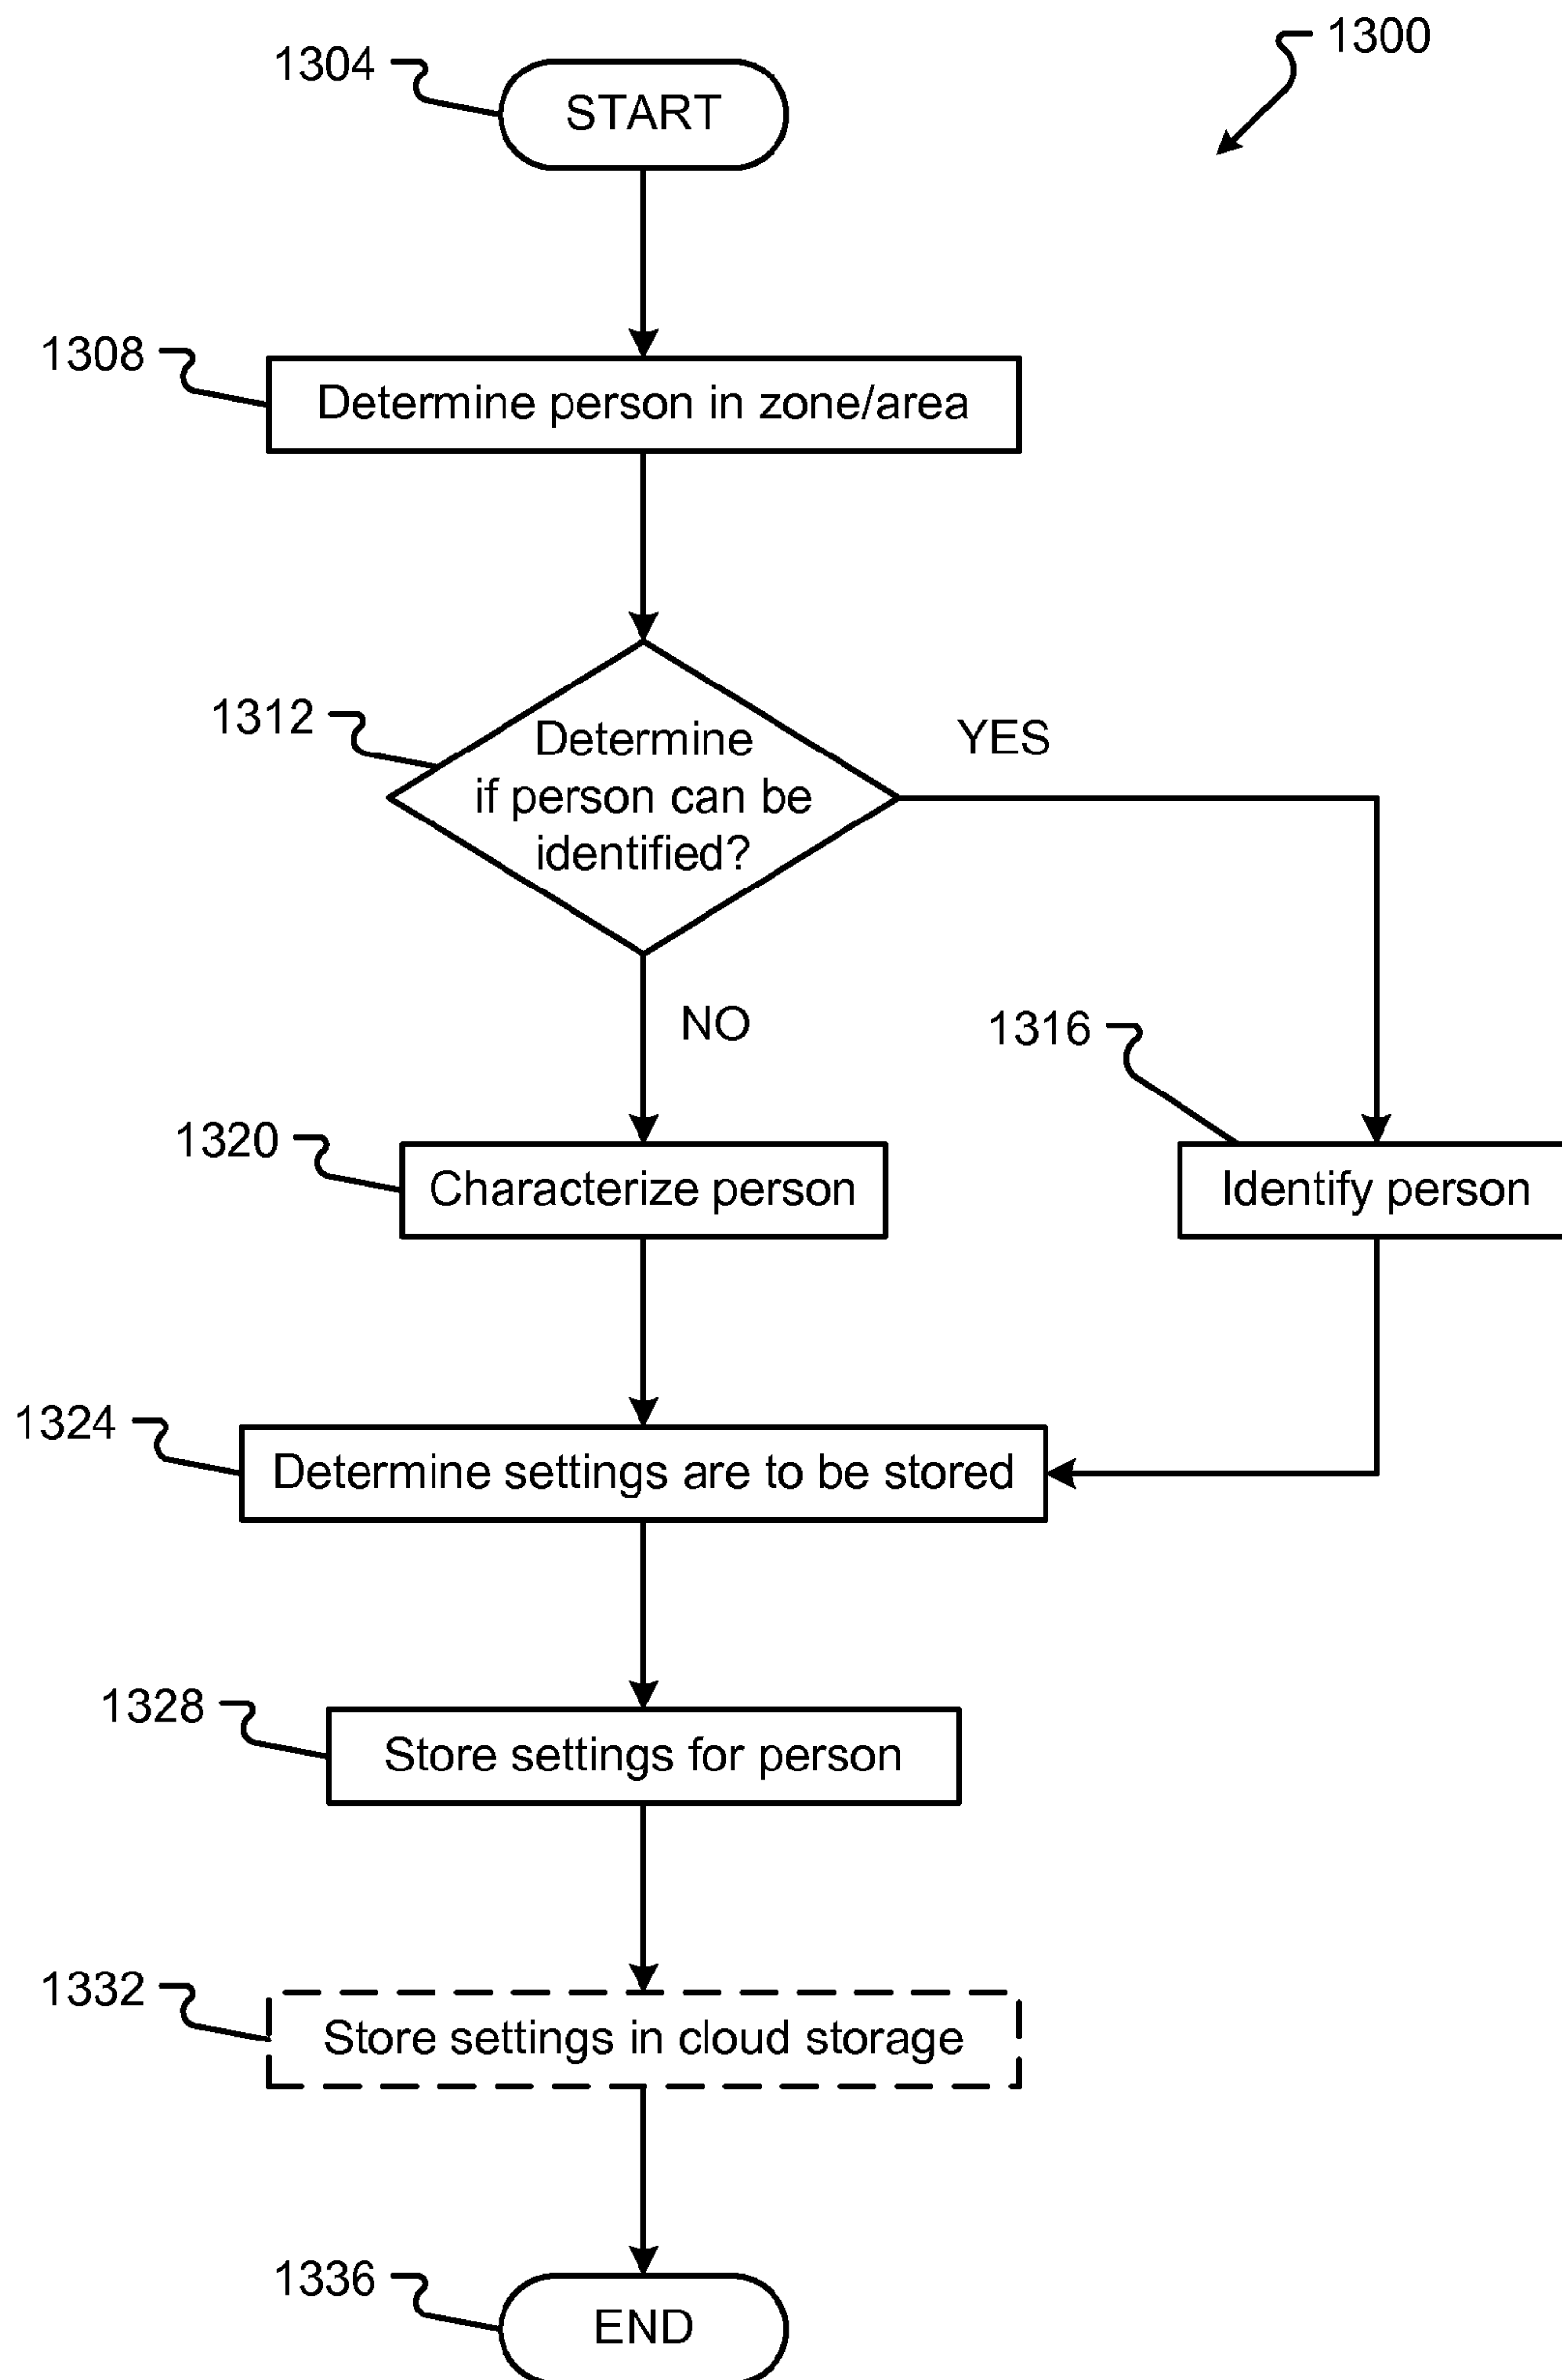 1300
1304
START
1308
Determine person in zone/area
1312
Determine
if person can be
identified?
YES
NO
1316
1320
Characterize person
Identify person
1324
Determine settings are to be stored
1328
Store settings for person
1332
Store settings in cloud storage
1336
END